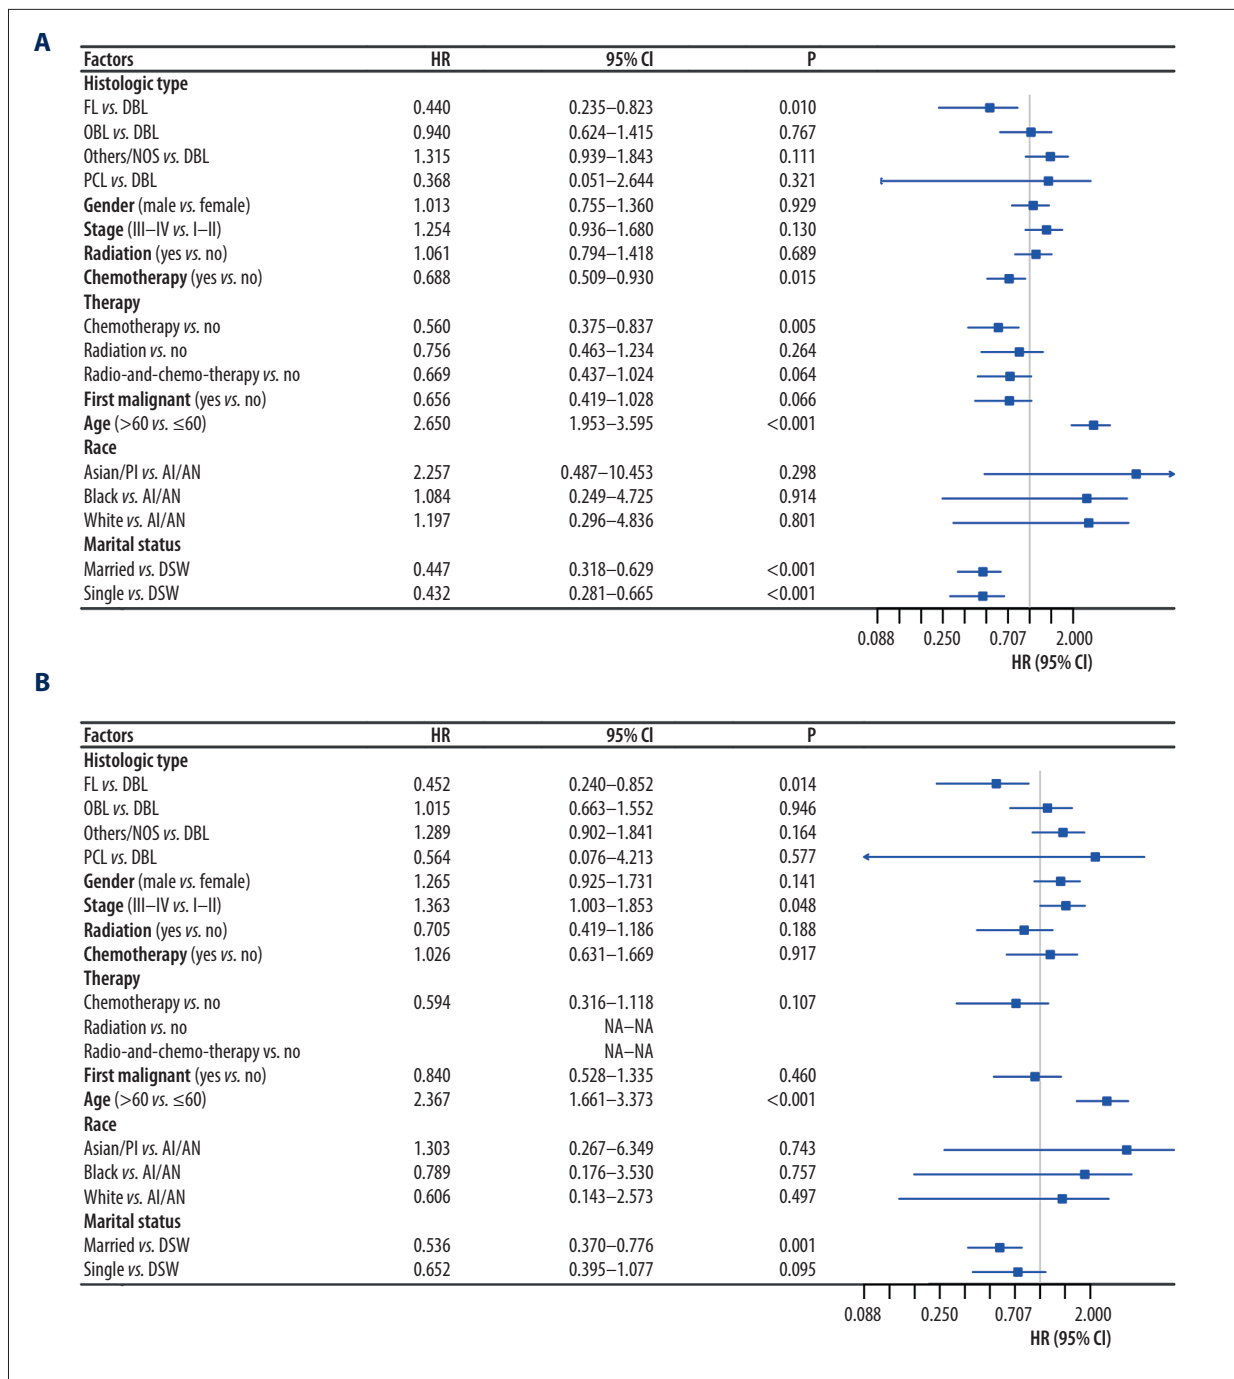 A
Factors HR 95% CI P
Histologic type
FL vs. DBL 0.440 0.235–0.823 0.010
OBL vs. DBL 0.940 0.624–1.415 0.767
Others/NOS vs. DBL 1.315 0.939–1.843 0.111
PCL vs. DBL 0.368 0.051–2.644 0.321
Gender (male vs. female) 1.013 0.755–1.360 0.929
Stage (III–IV vs. I–II) 1.254 0.936–1.680 0.130
Radiation (yes vs. no) 1.061 0.794–1.418 0.689
Chemotherapy (yes vs. no) 0.688 0.509–0.930 0.015
Therapy
Chemotherapy vs. no 0.560 0.375–0.837 0.005
Radiation vs. no 0.756 0.463–1.234 0.264
Radio-and-chemo-therapy vs. no 0.669 0.437–1.024 0.064
First malignant (yes vs. no) 0.656 0.419–1.028 0.066
Age (>60 vs. ≤60) 2.650 1.953–3.595 <0.001
Race
Asian/PI vs. AI/AN 2.257 0.487–10.453 0.298
Black vs. AI/AN 1.084 0.249–4.725 0.914
White vs. AI/AN 1.197 0.296–4.836 0.801
Marital status
Married vs. DSW 0.447 0.318–0.629 <0.001
Single vs. DSW 0.432 0.281–0.665 <0.001
0.088 0.250 0.707 2.000
HR (95% CI)
B
Factors HR 95% CI P
Histologic type
FL vs. DBL 0.452 0.240–0.852 0.014
OBL vs. DBL 1.015 0.663–1.552 0.946
Others/NOS vs. DBL 1.289 0.902–1.841 0.164
PCL vs. DBL 0.564 0.076–4.213 0.577
Gender (male vs. female) 1.265 0.925–1.731 0.141
Stage (III–IV vs. I–II) 1.363 1.003–1.853 0.048
Radiation (yes vs. no) 0.705 0.419–1.186 0.188
Chemotherapy (yes vs. no) 1.026 0.631–1.669 0.917
Therapy
Chemotherapy vs. no 0.594 0.316–1.118 0.107
Radiation vs. no NA–NA
Radio-and-chemo-therapy vs. no NA–NA
First malignant (yes vs. no) 0.840 0.528–1.335 0.460
Age (>60 vs. ≤60) 2.367 1.661–3.373 <0.001
Race
Asian/PI vs. AI/AN 1.303 0.267–6.349 0.743
Black vs. AI/AN 0.789 0.176–3.530 0.757
White vs. AI/AN 0.606 0.143–2.573 0.497
Marital status
Married vs. DSW 0.536 0.370–0.776 0.001
Single vs. DSW 0.652 0.395–1.077 0.095
0.088 0.250 0.707 2.000
HR (95% CI)